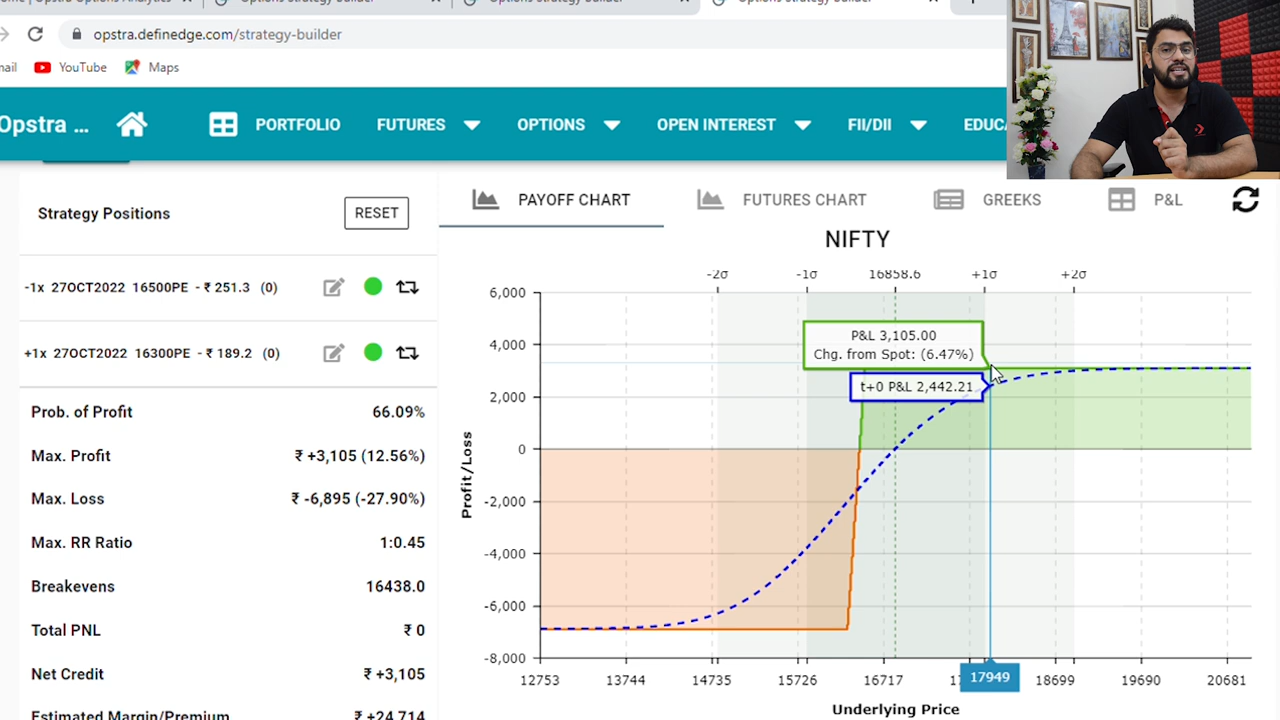 opstra.definedge.com/strategy-builder
YouTube
Maps
Opstra ...
PORTFOLIO
FUTURES
OPTIONS
OPEN INTEREST
FII/DII
Strategy Positions
RESET
PAYOFF CHART
FUTURES CHART
GREEKS
P&L
NIFTY
-1x 27OCT2022 16500PE - ₹ 251.3 (0)
+1x 27OCT2022 16300PE - ₹ 189.2 (0)
Prob. of Profit 66.09%
Max. Profit ₹ +3,105 (12.56%)
Max. Loss ₹ -6,895 (-27.90%)
Max. RR Ratio 1:0.45
Breakevens 16438.0
Total PNL ₹ 0
Net Credit ₹ +3,105
Estimated Margin/Premium ₹ +24,714
-2σ -1σ 16858.6 +1σ +2σ
6,000
4,000
2,000
0
-2,000
-4,000
-6,000
-8,000
Profit/Loss
P&L 3,105.00
Chg. from Spot: (6.47%)
t+0 P&L 2,442.21
12753 13744 14735 15726 16717 17949 18699 19690 20681
Underlying Price